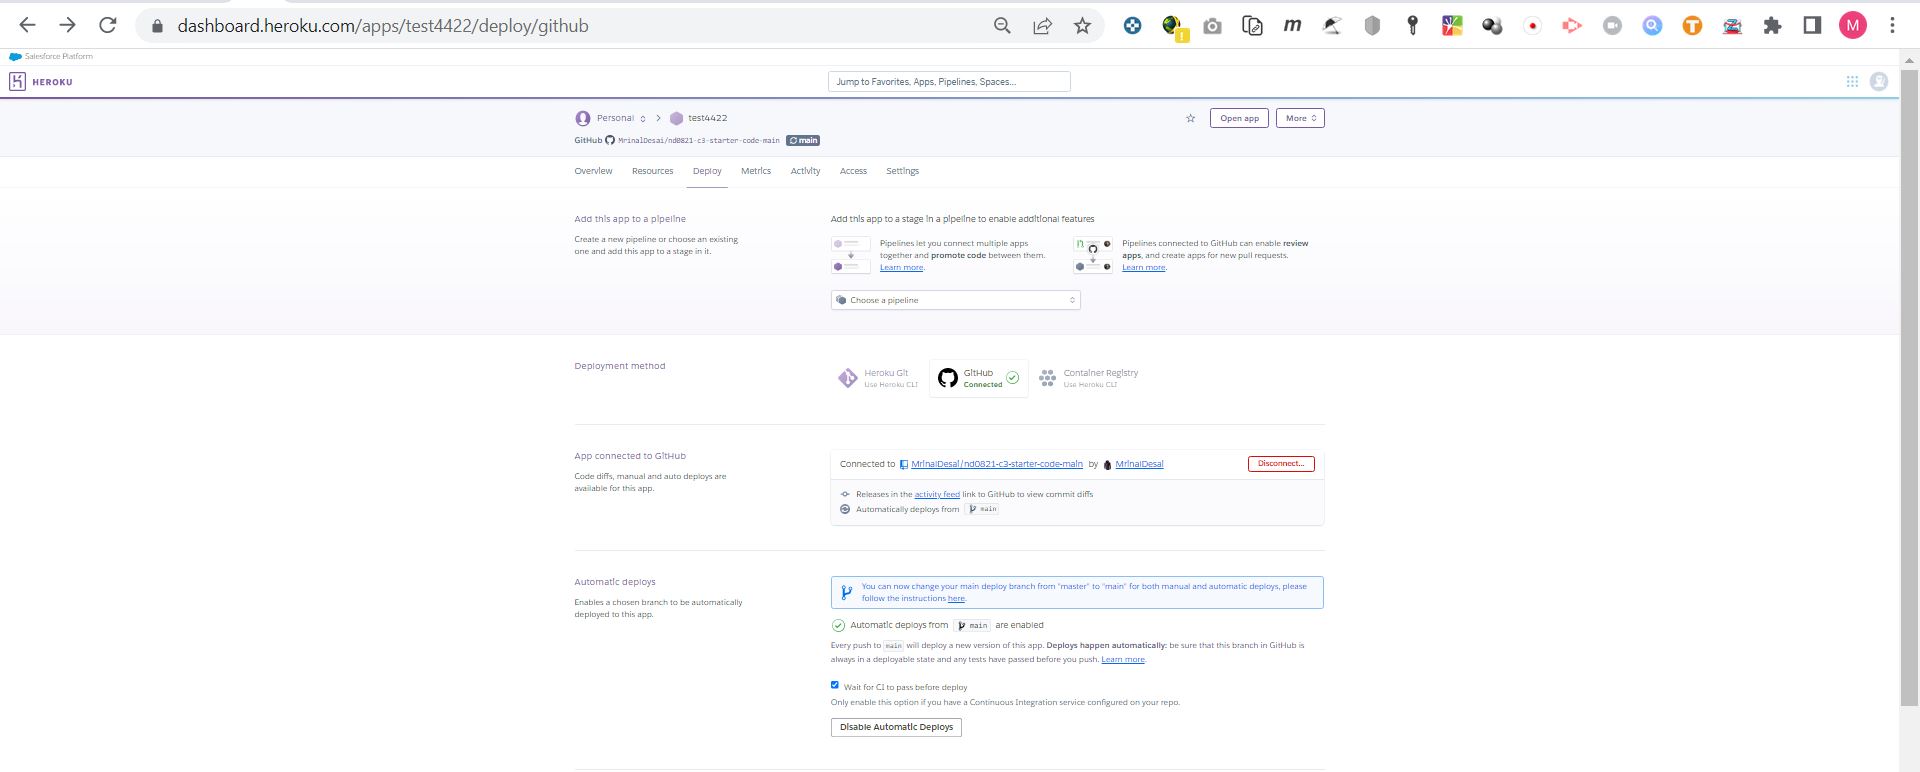 dashboard.heroku.com/apps/test4422/deploy/github
M
Salesforce Platform
HEROKU
Jump to Favorites, Apps, Pipelines, Spaces...
Personal
test4422
Open app
More
GitHub MrinalDesai/nd0821-c3-starter-code-main main
Overview Resources Deploy Metrics Activity Access Settings
Add this app to a pipeline
Create a new pipeline or choose an existing
one and add this app to a stage in it.
Add this app to a stage in a pipeline to enable additional features
Pipelines let you connect multiple apps
together and promote code between them.
Learn more.
Pipelines connected to GitHub can enable review
apps, and create apps for new pull requests.
Learn more.
Choose a pipeline
Deployment method
Heroku Git
Use Heroku CLI
GitHub
Connected
Container Registry
Use Heroku CLI
App connected to GitHub
Code diffs, manual and auto deploys are
available for this app.
Connected to MrinalDesai/nd0821-c3-starter-code-main by MrinalDesai
Disconnect...
Releases in the activity feed link to GitHub to view commit diffs
Automatically deploys from main
Automatic deploys
Enables a chosen branch to be automatically
deployed to this app.
You can now change your main deploy branch from "master" to "main" for both manual and automatic deploys, please
follow the instructions here.
Automatic deploys from main are enabled
Every push to main will deploy a new version of this app. Deploys happen automatically: be sure that this branch in GitHub is
always in a deployable state and any tests have passed before you push. Learn more.
Wait for CI to pass before deploy
Only enable this option if you have a Continuous Integration service configured on your repo.
Disable Automatic Deploys